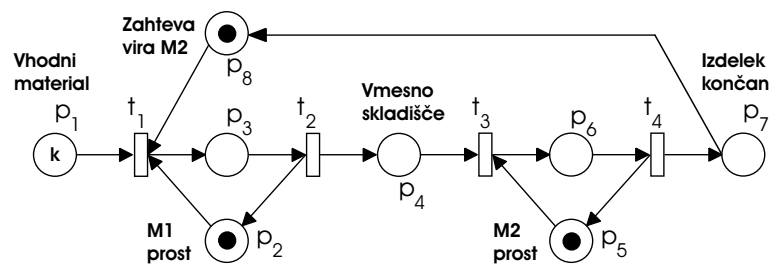 Zahteva
vira M2
p8
Vhodni
material
p1
k
t1
p3
t2
Vmesno
skladišče
p4
t3
p6
t4
Izdelek
končan
p7
M1
prost
p2
M2
prost
p5